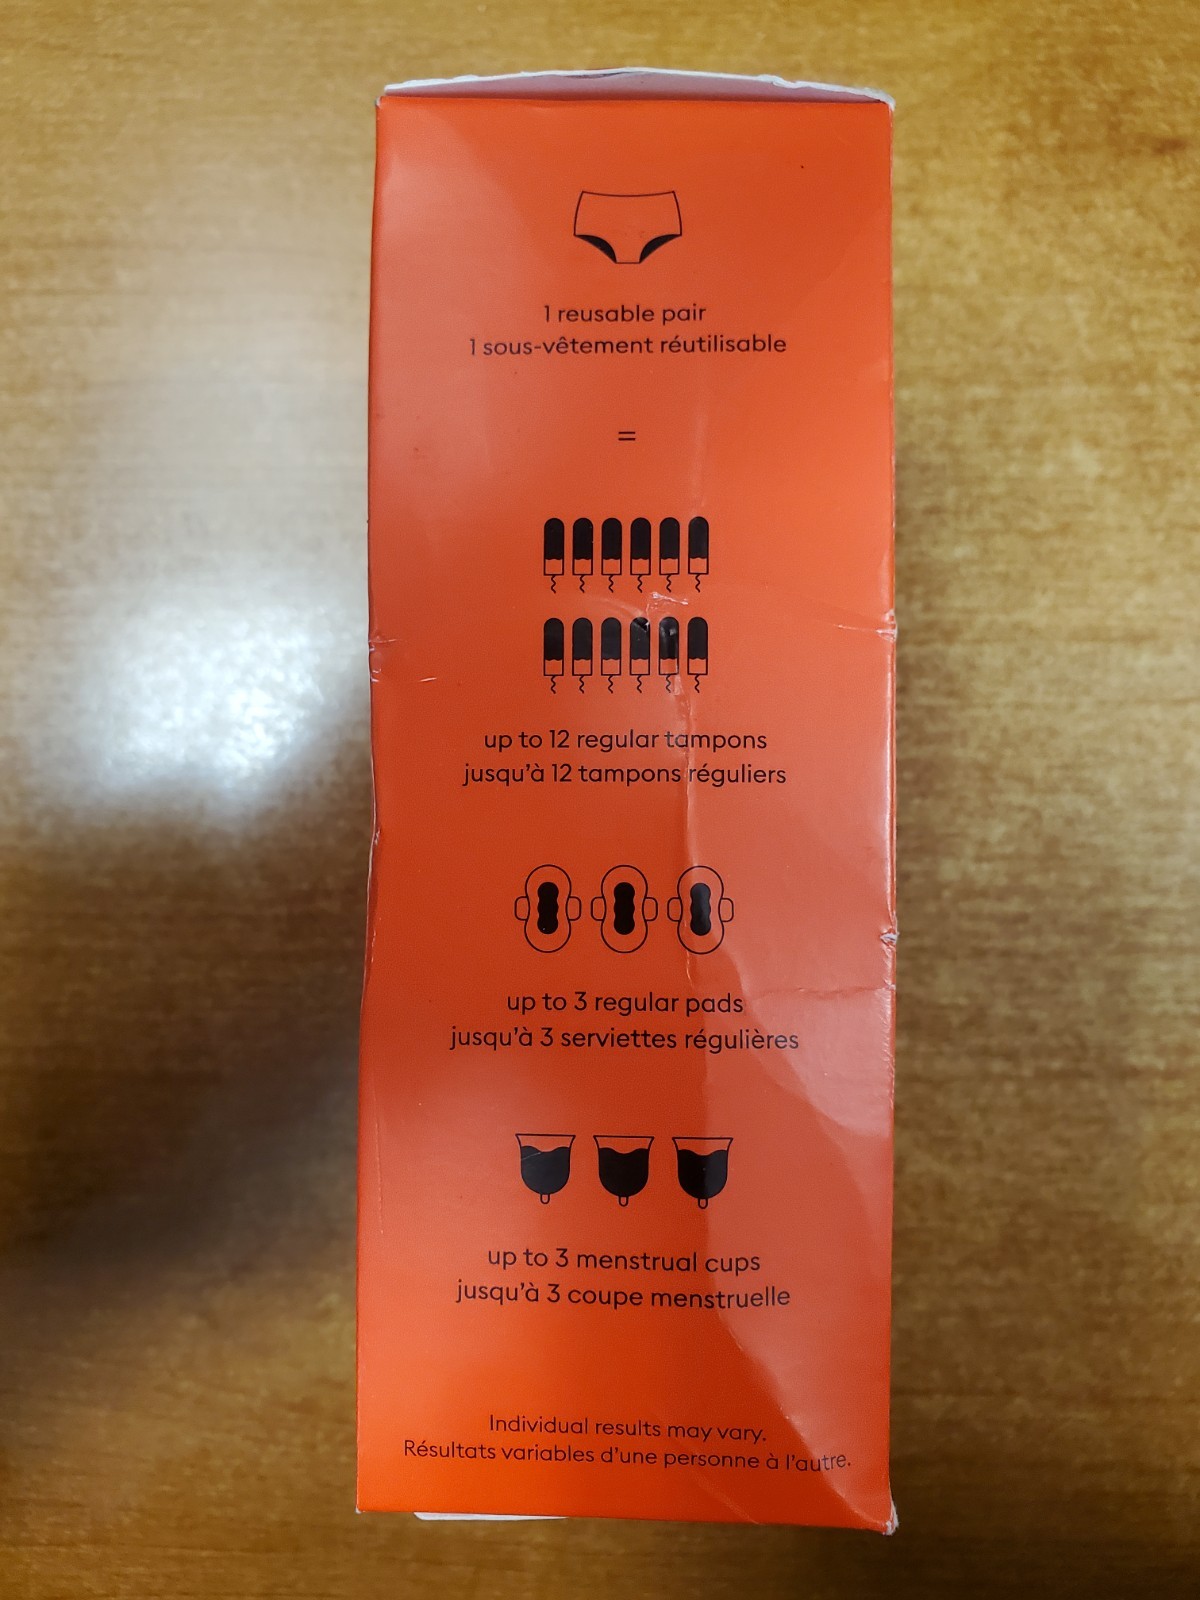 1 reusable pair
1 sous-vêtement réutilisable
=
up to 12 regular tampons
jusqu'à 12 tampons réguliers
up to 3 regular pads
jusqu'à 3 serviettes régulières
up to 3 menstrual cups
jusqu'à 3 coupe menstruelle
Individual results may vary.
Résultats variables d'une personne à l'autre.